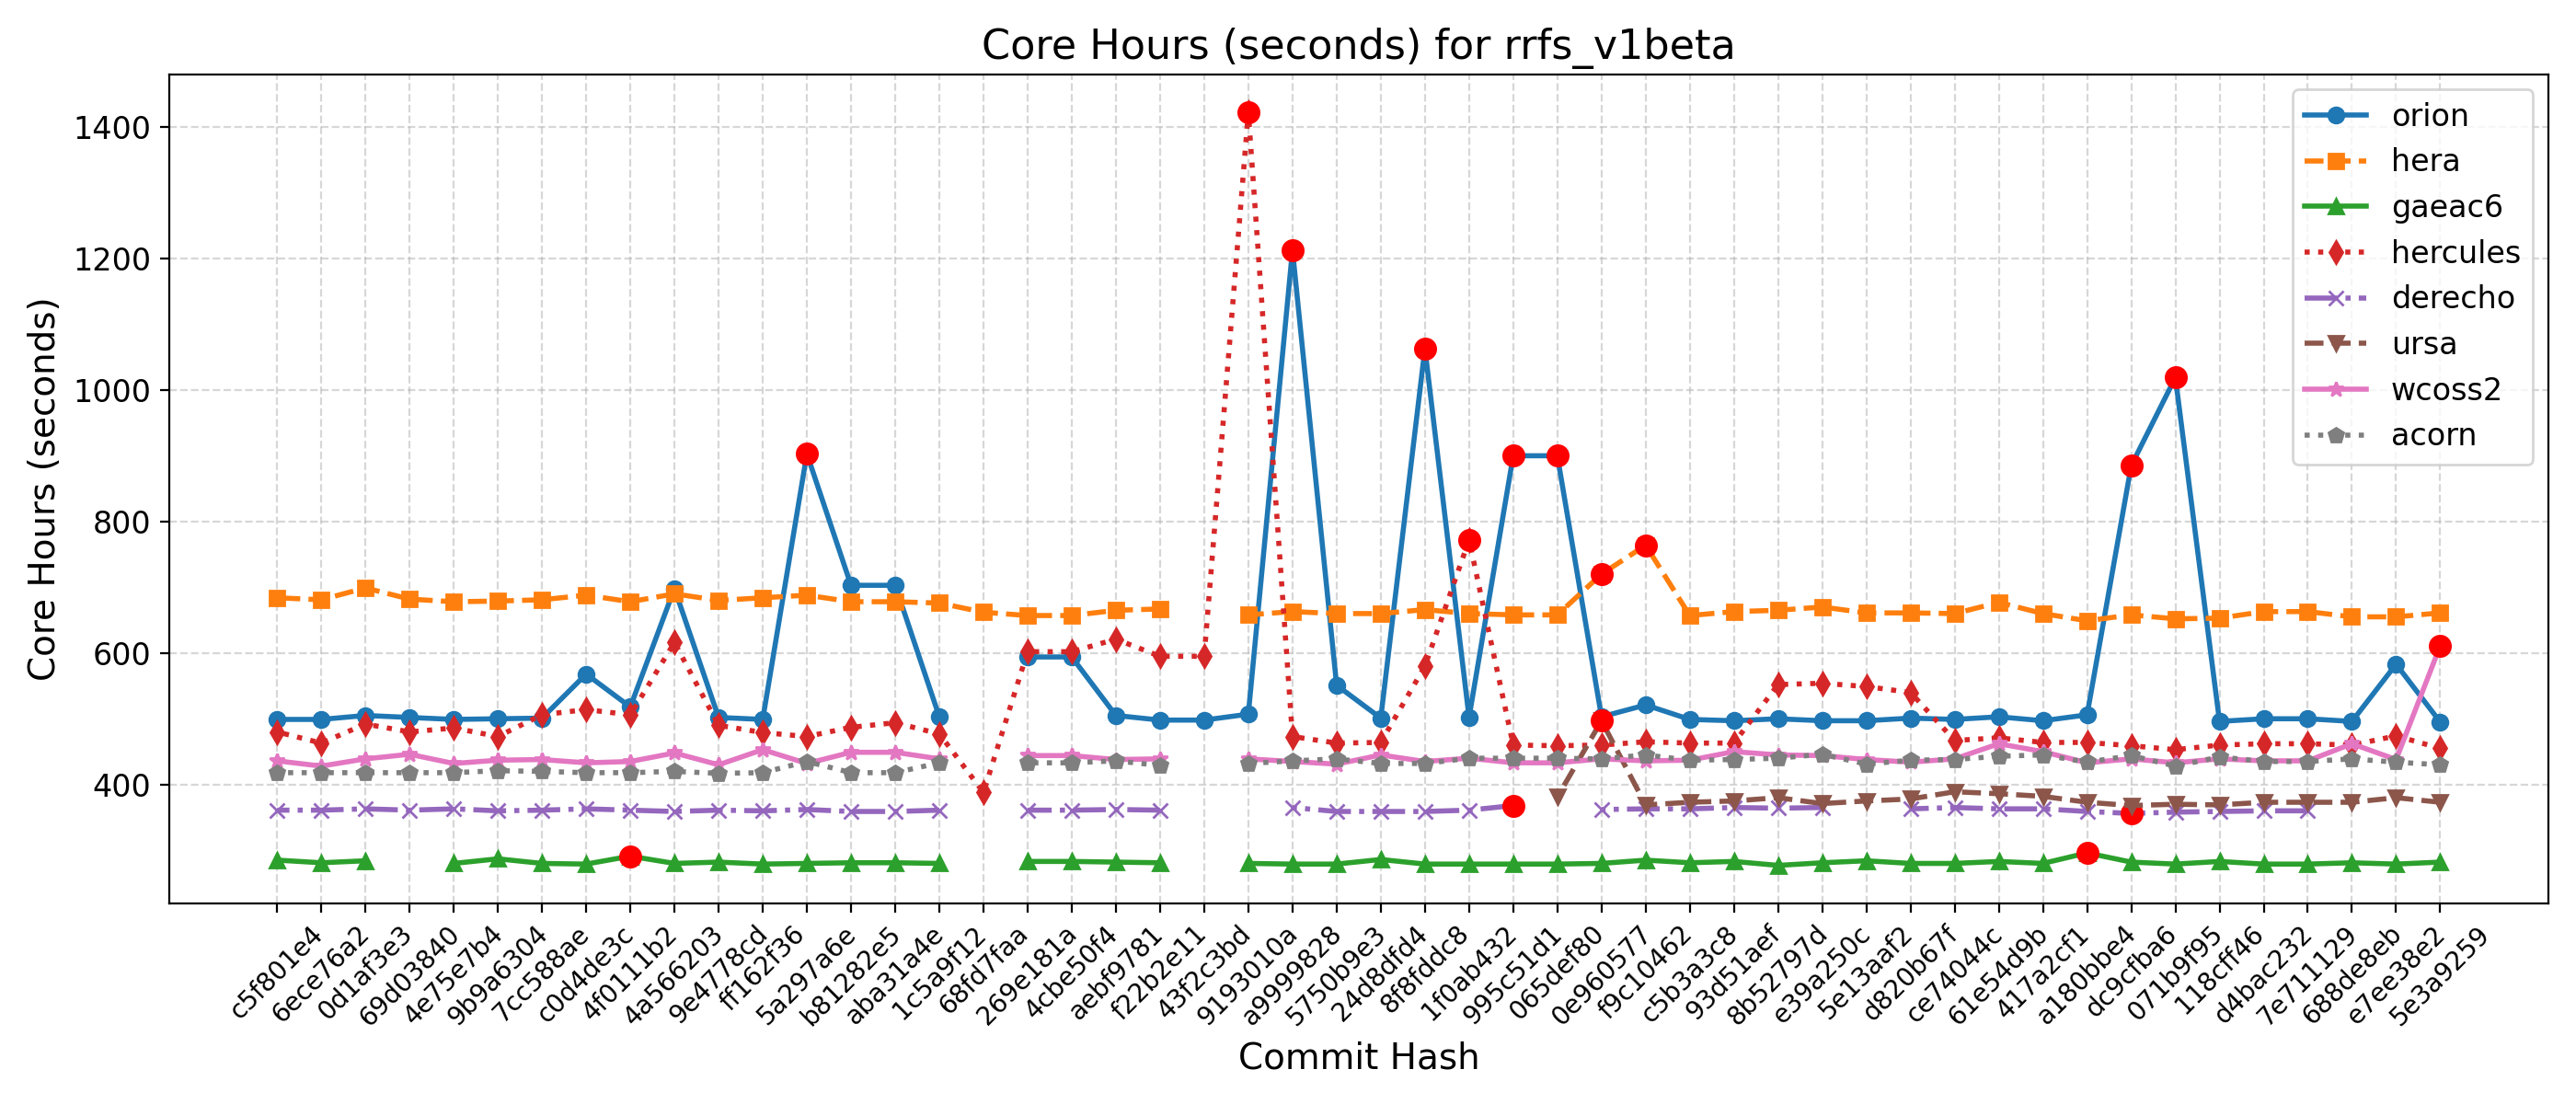 Core Hours (seconds) for rrfs_v1beta
Core Hours (seconds)
1400
1200
1000
800
600
400
orion
hera
gaeac6
hercules
derecho
ursa
wcoss2
acorn
c5f801e4
6ece76a2
0d1af3e3
69d03840
4e75e7b4
9b9a6304
7cc588ae
c0d4de3c
4f0111b2
4a566203
9e4778cd
ff162f36
5a297a6e
b81282e5
aba31a4e
1c5a9f12
68fd7faa
269e181a
4cbe50f4
aebf9781
f22b2e11
43f2c3bd
9193010a
a9999828
5750b9e3
24d8dfd4
8f8fddc8
1f0ab432
995c51d1
065def80
0e960577
f9c10462
c5b3a3c8
93d51aef
8b52797d
e39a250c
5e13aaf2
d820b67f
ce74044c
61e54d9b
417a2cf1
a180bbe4
dc9cfba6
071b9f95
118cff46
d4bac232
7e711129
688de8eb
e7ee38e2
5e3a9259
Commit Hash